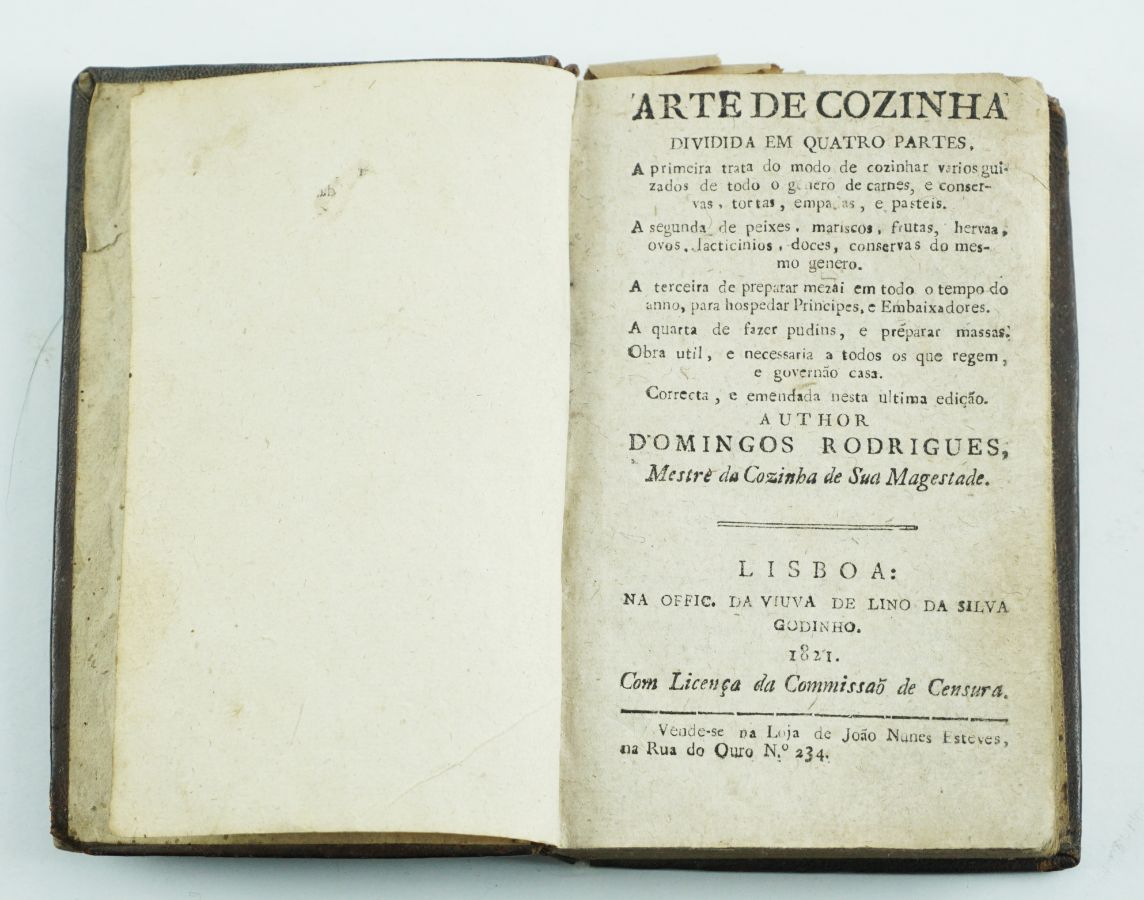 ARTE DE COZINHA
DIVIDIDA EM QUATRO PARTES,
A primeira trata do modo de cozinhar varios gui-
zados de todo o genero de carnes, e conser-
vas, tortas, empadas, e pasteis.
A segunda de peixes, mariscos, frutas, hervas,
ovos, lacticinios, doces, conservas do mes-
mo genero.
A terceira de preparar mezai em todo o tempo do
anno, para hospedar Principes, e Embaixadores.
A quarta de fazer pudins, e préparar massas.
Obra util, e necessaria a todos os que regem,
e governão casa.
Correcta, e emendada nesta ultima edição.
AUTHOR
DOMINGOS RODRIGUES,
Mestre da Cozinha de Sua Magestade.
LISBOA:
NA OFFIC. DA VIUVA DE LINO DA SILVA
GODINHO.
1821.
Com Licença da Commissaõ de Censura.
Vende-se na Loja de João Nunes Esteves,
na Rua do Ouro N.º 234.